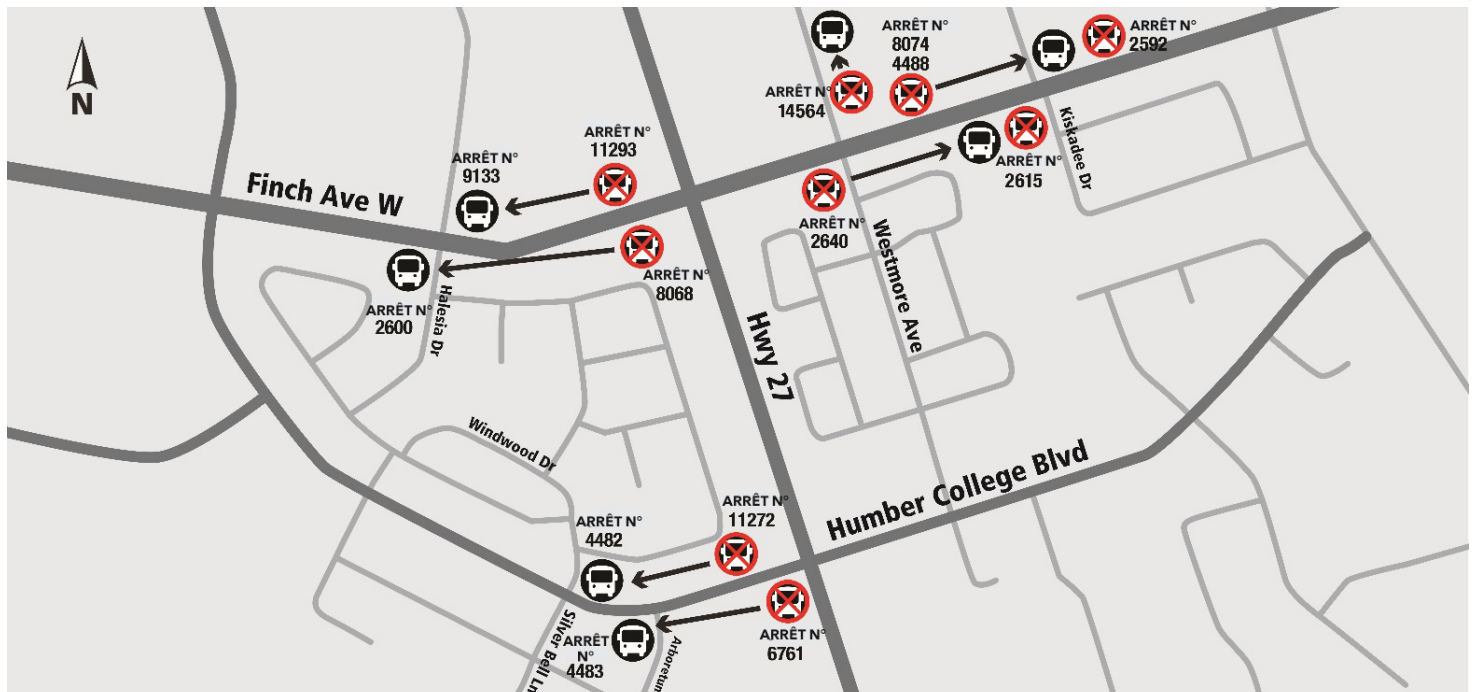 N
ARRÊT N°
8074
4488
ARRÊT N°
2592
ARRÊT N°
14564
Kiskadee Dr
ARRÊT N°
11293
ARRÊT N°
9133
ARRÊT N°
2615
Finch Ave W
ARRÊT N°
2640
Westmore Ave
ARRÊT N°
8068
ARRÊT N°
2600
Halesia Dr
Hwy 27
Windwood Dr
Humber College Blvd
ARRÊT N°
11272
ARRÊT N°
4482
Silver Bell Ln
ARRÊT
N°
4483
Arboretum
ARRÊT N°
6761